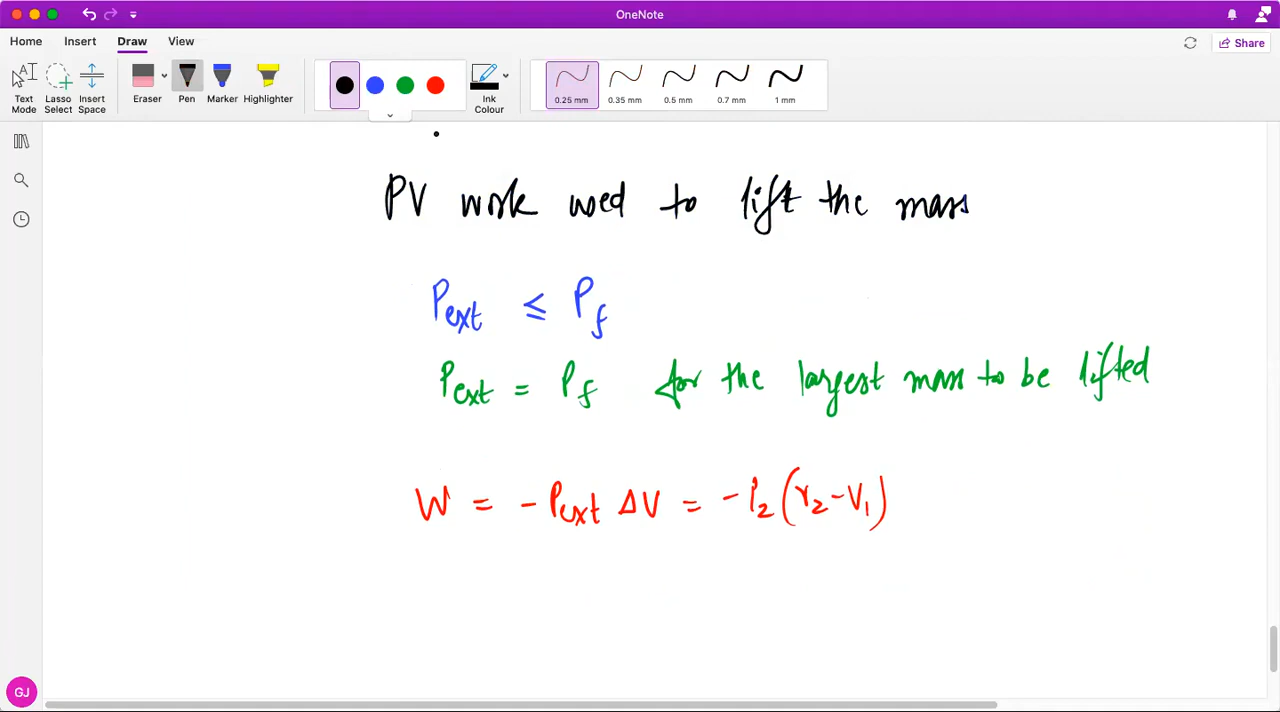 OneNote
Home Insert Draw View Share
Text Mode Lasso Select Insert Space Eraser Pen Marker Highlighter Ink Colour 0.25 mm 0.35 mm 0.5 mm 0.7 mm 1 mm
PV work used to lift the mass
Pext ≤ Pf
Pext = Pf for the largest mass to be lifted
W = -Pext ΔV = -P2(V2-V1)
GJ